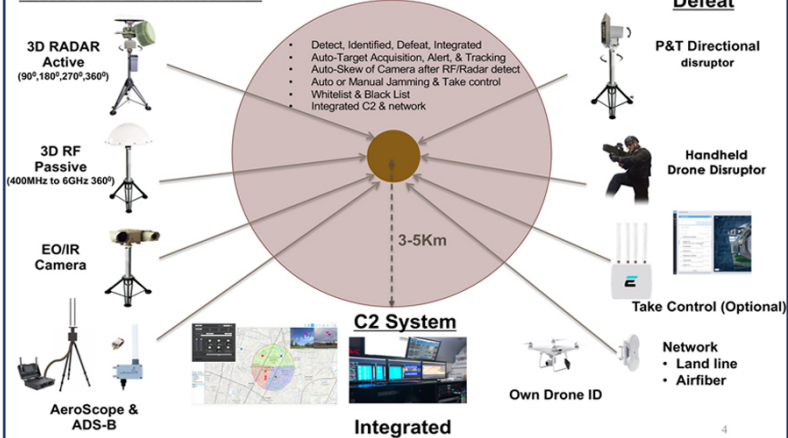 Defeat
3D RADAR
Active
(90⁰,180⁰,270⁰,360⁰)
• Detect, Identified, Defeat, Integrated
• Auto-Target Acquisition, Alert, & Tracking
• Auto-Skew of Camera after RF/Radar detect
• Auto or Manual Jamming & Take control
• Whitelist & Black List
• Integrated C2 & network
P&T Directional
disruptor
3D RF
Passive
(400MHz to 6GHz 360⁰)
Handheld
Drone Disruptor
EO/IR
Camera
3-5Km
Take Control (Optional)
C2 System
Network
• Land line
• Airfiber
Own Drone ID
AeroScope &
ADS-B
Integrated
4